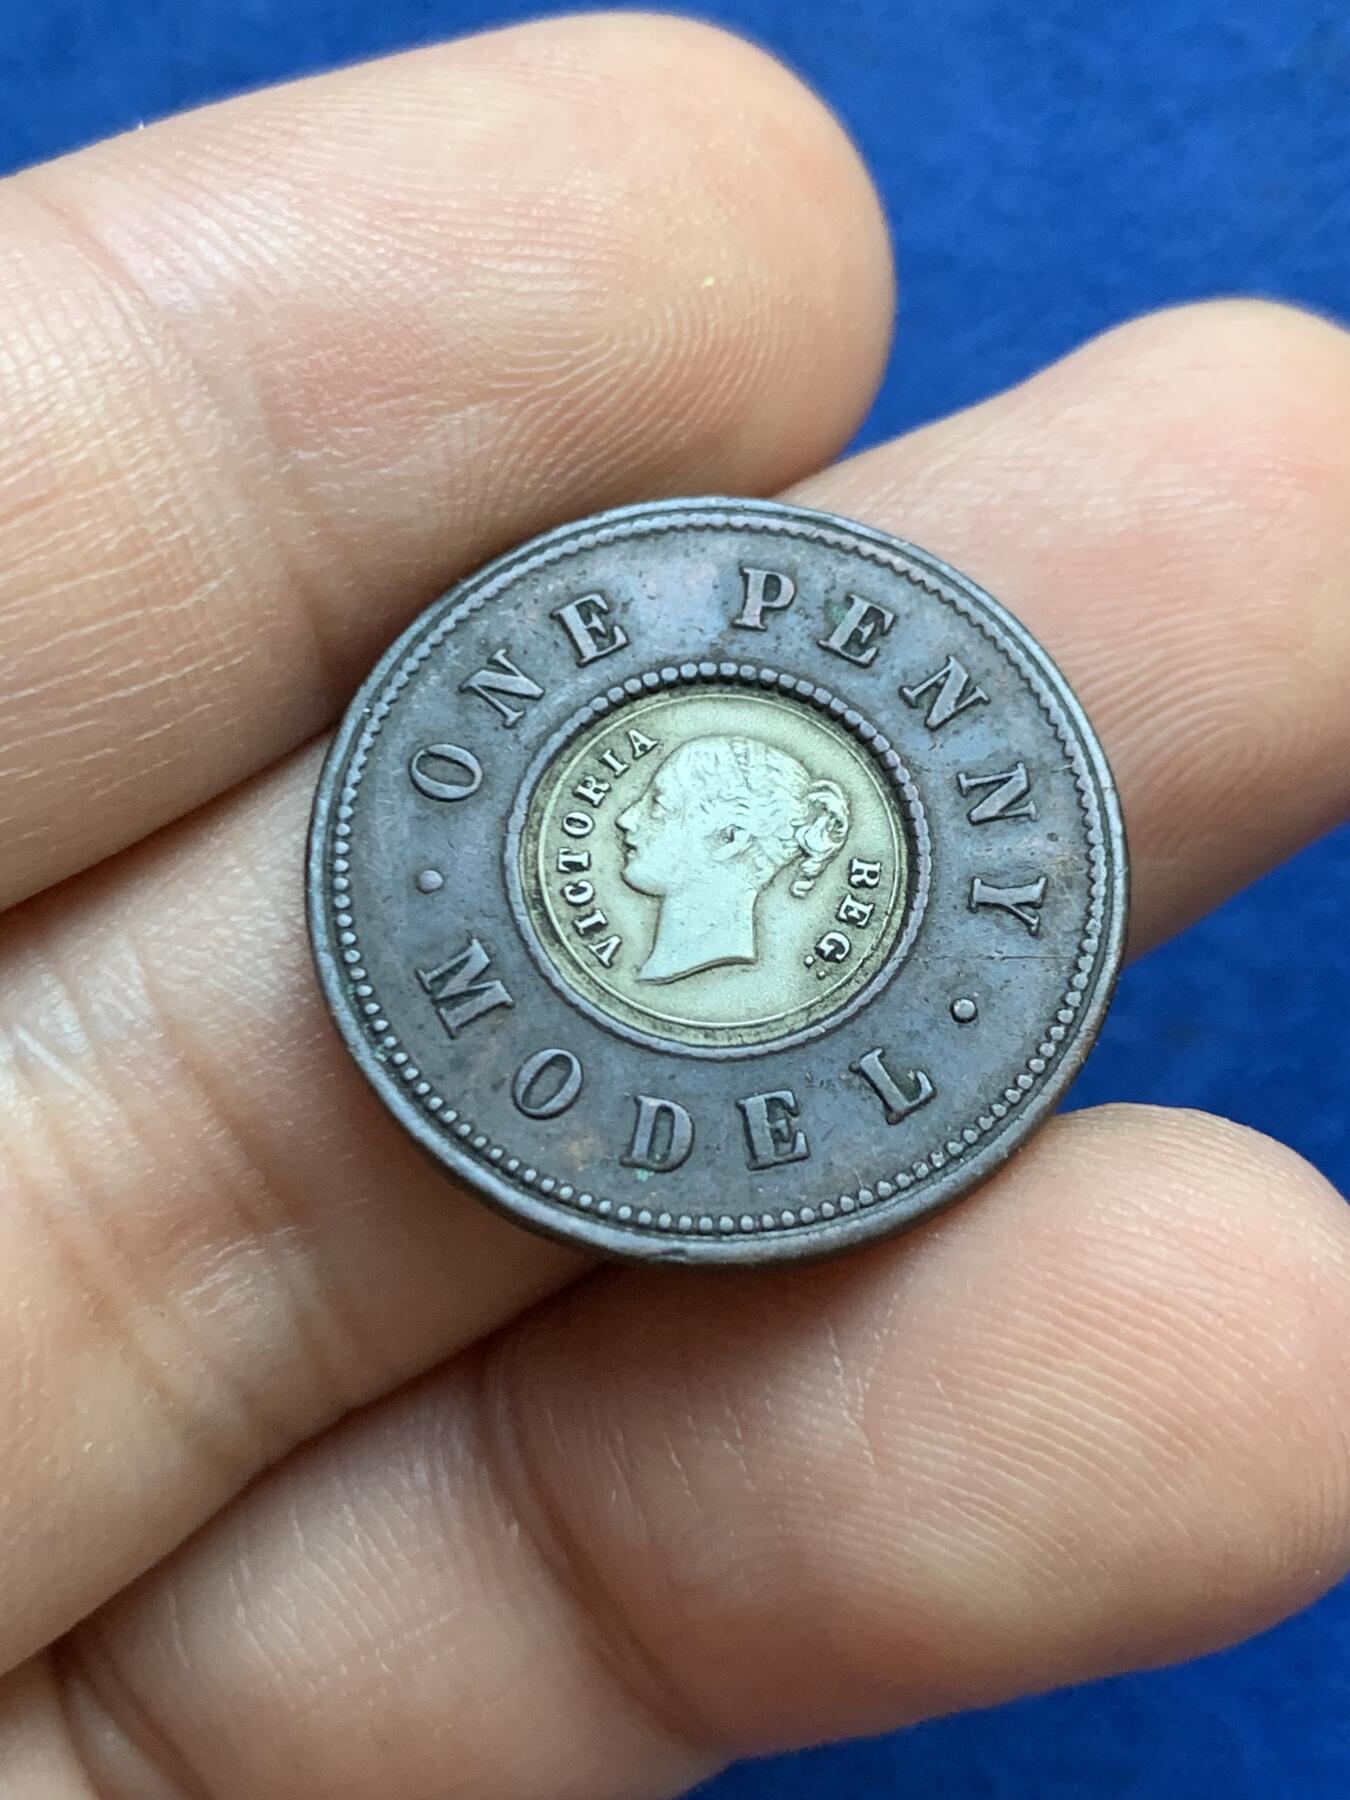 ONE PENNY
· MODEL ·
VICTORIA REG: